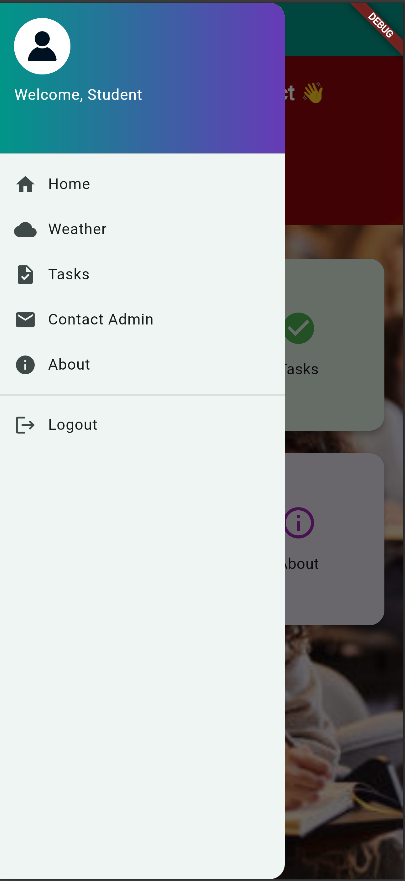 DEBUG
Welcome, Student
Home
Weather
Tasks
Contact Admin
About
Logout
Tasks
About